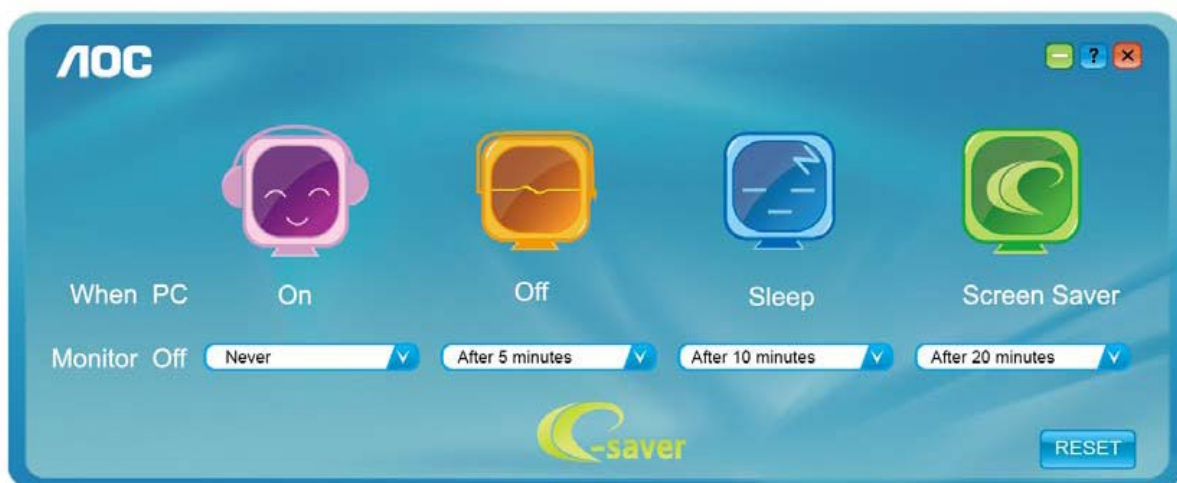 AOC
?
When PC On Off Sleep Screen Saver
Monitor Off Never After 5 minutes After 10 minutes After 20 minutes
e-saver
RESET